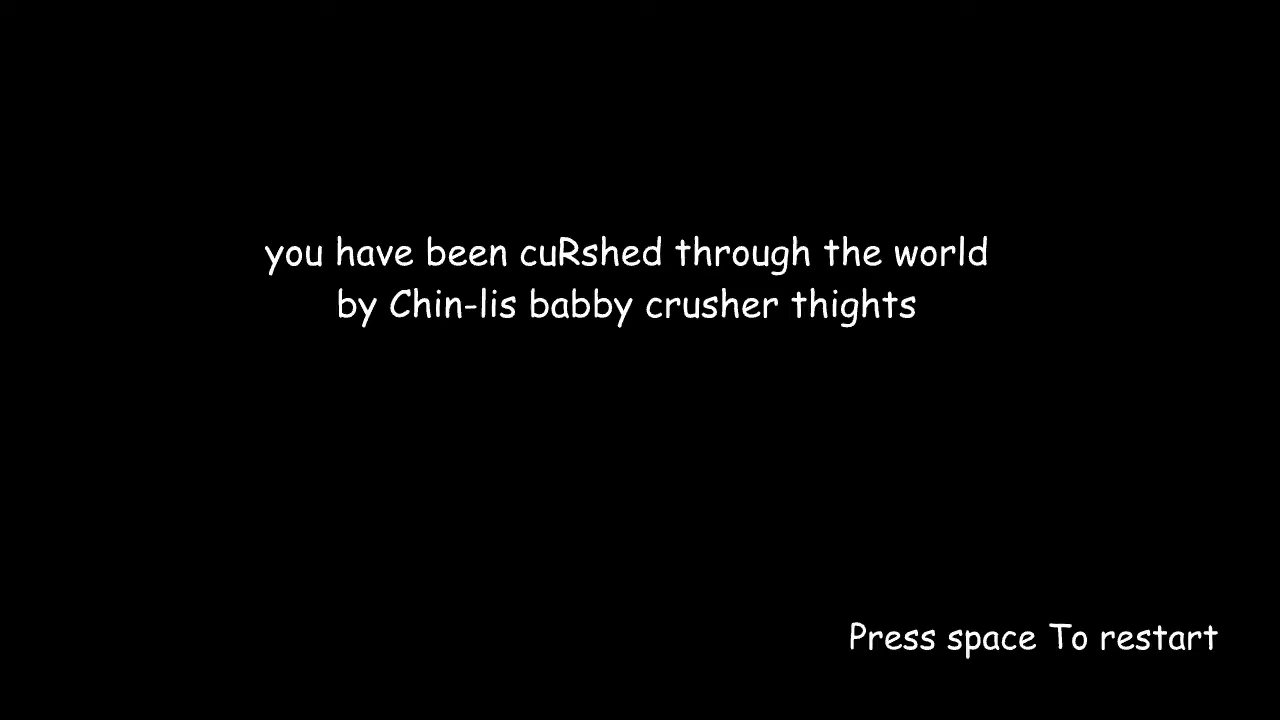 you have been cuRshed through the world
by Chin-lis babby crusher thights
Press space To restart